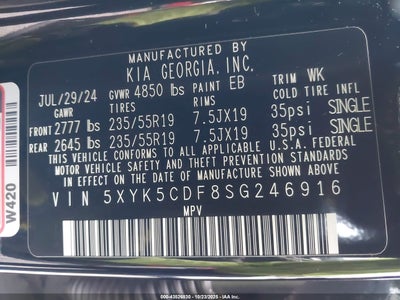 MANUFACTURED BY
KIA GEORGIA, INC.
JUL/29/24 GVWR 4850 lbs PAINT EB TRIM WK
GAWR TIRES RIMS COLD TIRE INFL
FRONT 2777 lbs 235/55R19 7.5JX19 35psi SINGLE
REAR 2645 lbs 235/55R19 7.5JX19 35psi SINGLE
THIS VEHICLE CONFORMS TO ALL APPLICABLE U.S.A. FEDERAL
MOTOR VEHICLE SAFETY AND THEFT PREVENTION STANDARDS IN
EFFECT ON THE DATE OF MANUFACTURE SHOWN ABOVE.
VIN 5XYK5CDF8SG246916
MPV
W420